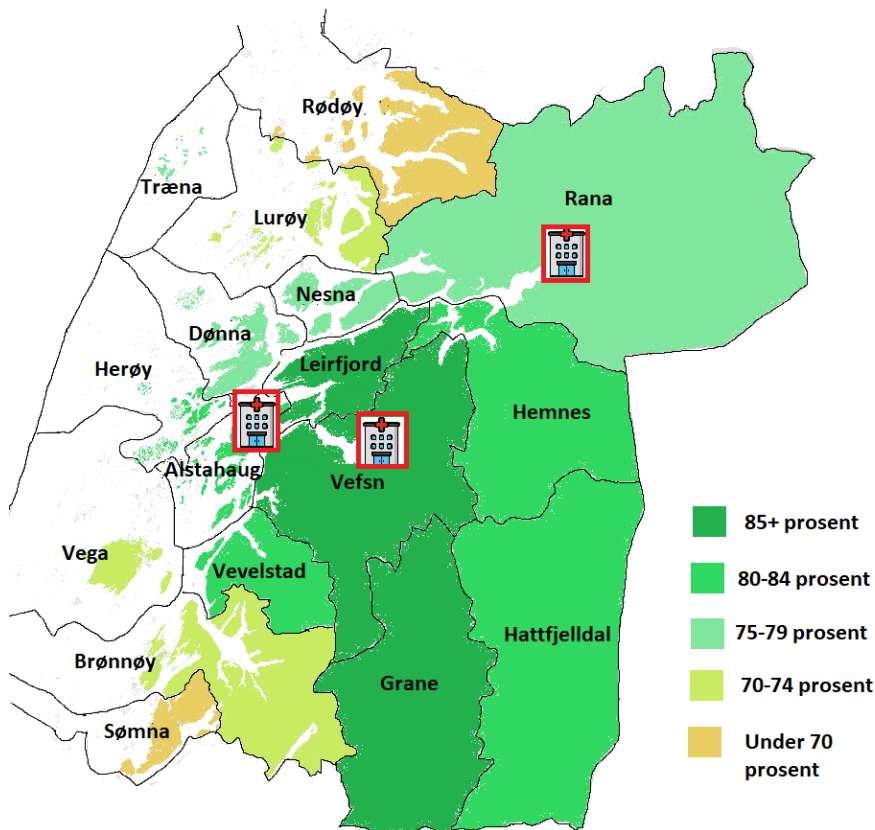 Rødøy
Træna
Rana
Lurøy
Nesna
Dønna
Leirfjord
Herøy
Hemnes
Alstahaug
Vefsn
85+ prosent
Vega
Vevelstad
80-84 prosent
Hattfjelldal
75-79 prosent
Brønnøy
Grane
70-74 prosent
Sømna
Under 70
prosent